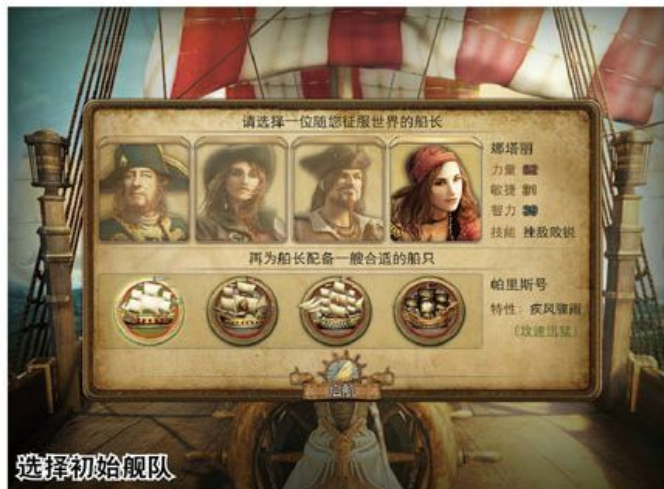 请选择一位随您征服世界的船长
娜塔丽
力量
敏捷
智力
技能 挫敌败锐
再为船长配备一艘合适的船只
帕里斯号
特性：疾风骤雨
（攻速迅猛）
启航
选择初始舰队